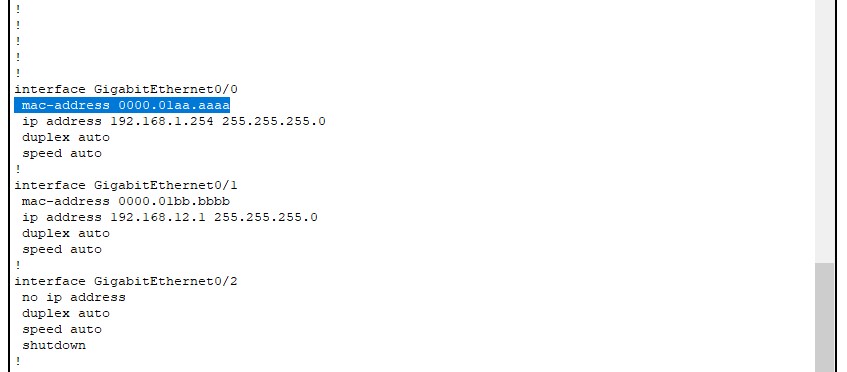 !
!
!
!
!
interface GigabitEthernet0/0
 mac-address 0000.01aa.aaaa
 ip address 192.168.1.254 255.255.255.0
 duplex auto
 speed auto
!
interface GigabitEthernet0/1
 mac-address 0000.01bb.bbbb
 ip address 192.168.12.1 255.255.255.0
 duplex auto
 speed auto
!
interface GigabitEthernet0/2
 no ip address
 duplex auto
 speed auto
 shutdown
!